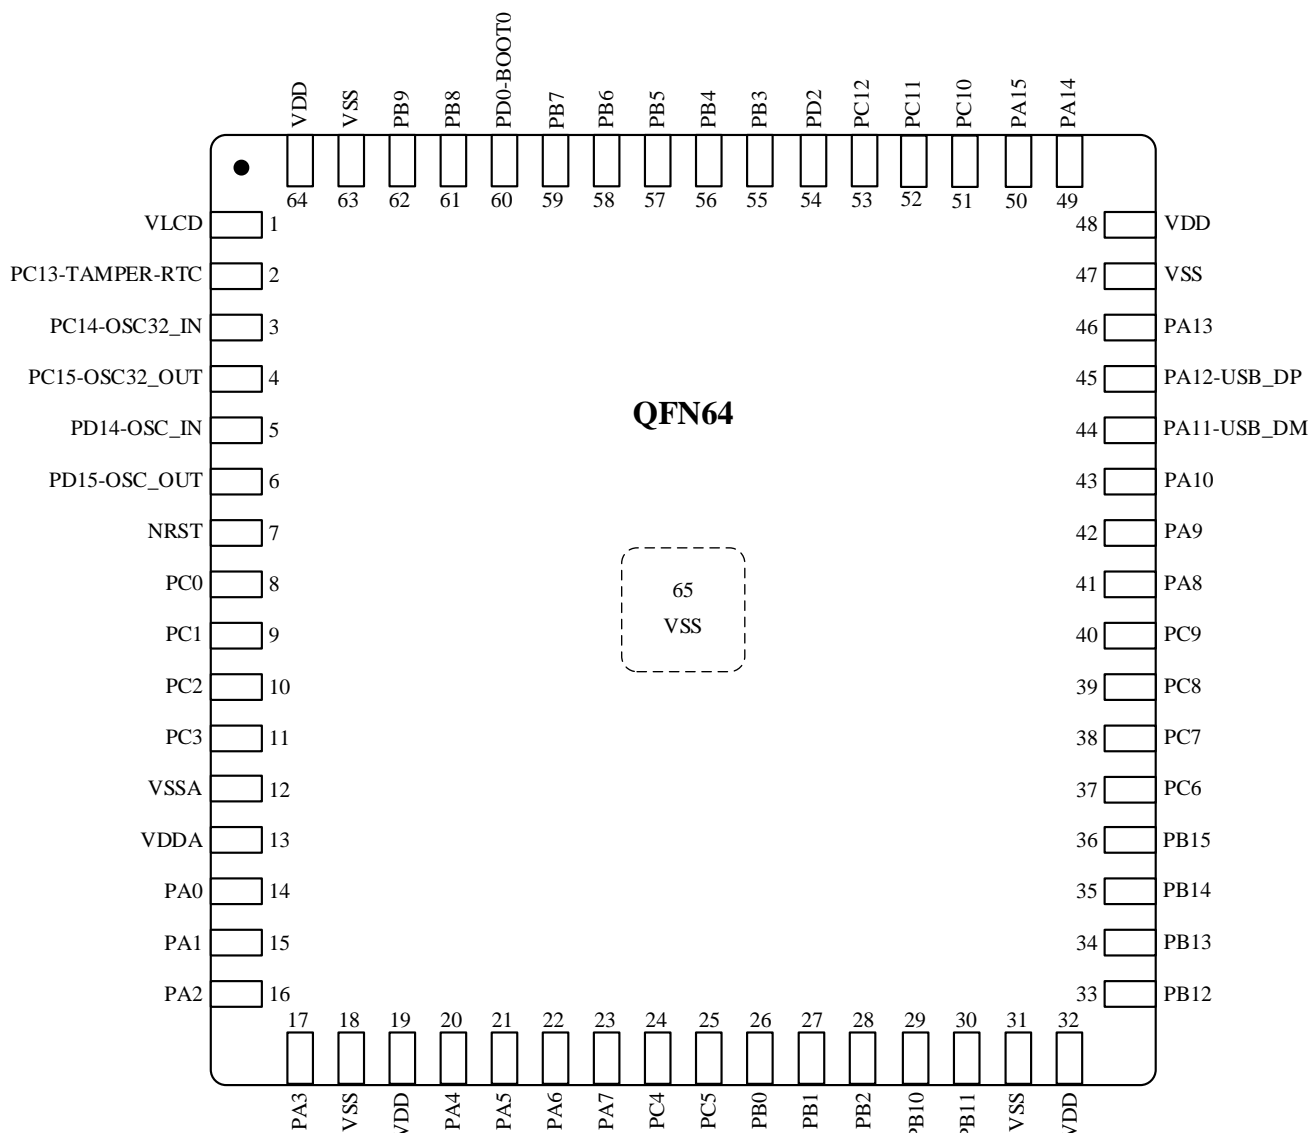 VDD VSS PB9 PB8 PD0-BOOT0 PB7 PB6 PB5 PB4 PB3 PD2 PC12 PC11 PC10 PA15 PA14
64 63 62 61 60 59 58 57 56 55 54 53 52 51 50 49
VLCD 1 48 VDD
PC13-TAMPER-RTC 2 47 VSS
PC14-OSC32_IN 3 46 PA13
PC15-OSC32_OUT 4 45 PA12-USB_DP
QFN64
PD14-OSC_IN 5 44 PA11-USB_DM
PD15-OSC_OUT 6 43 PA10
NRST 7 42 PA9
PC0 8 65 41 PA8
VSS
PC1 9 40 PC9
PC2 10 39 PC8
PC3 11 38 PC7
VSSA 12 37 PC6
VDDA 13 36 PB15
PA0 14 35 PB14
PA1 15 34 PB13
PA2 16 33 PB12
17 18 19 20 21 22 23 24 25 26 27 28 29 30 31 32
PA3 VSS VDD PA4 PA5 PA6 PA7 PC4 PC5 PB0 PB1 PB2 PB10 PB11 VSS VDD